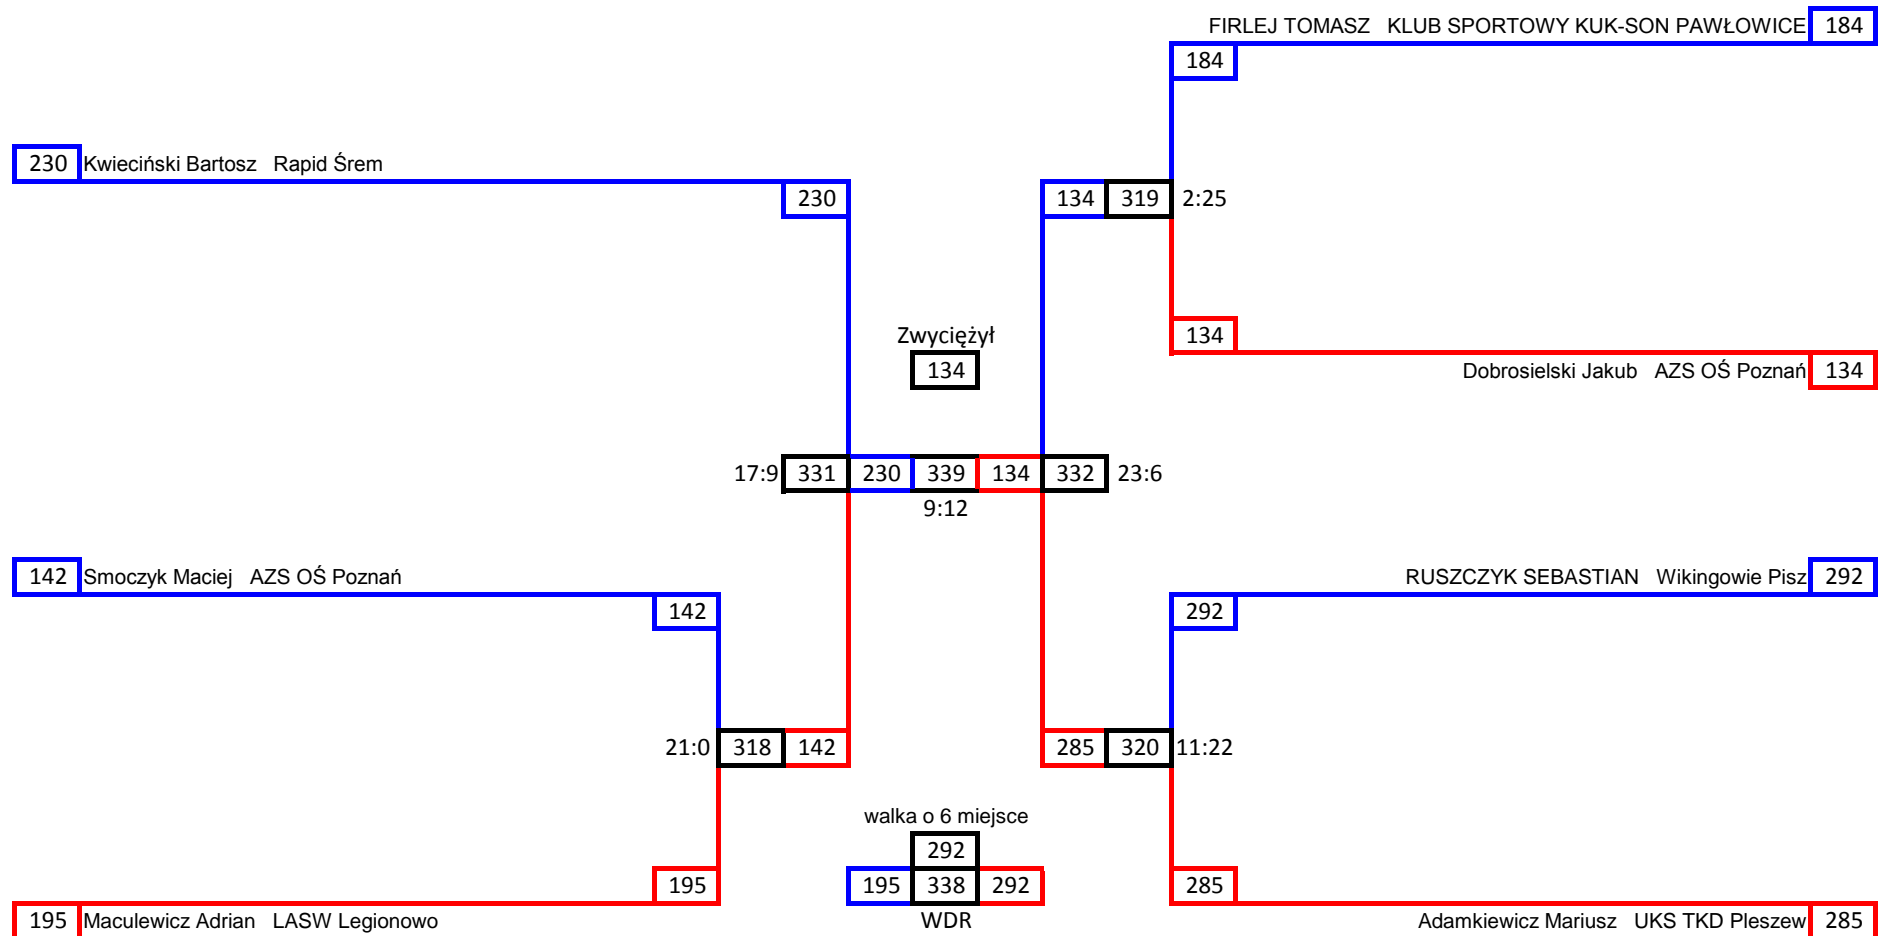 FIRLEJ TOMASZ KLUB SPORTOWY KUK-SON PAWŁOWICE 184
184
230 Kwieciński Bartosz Rapid Śrem
230 134 319 2:25
Zwyciężył
134
134
Dobrosielski Jakub AZS OŚ Poznań 134
17:9 331 230 339 134 332 23:6
9:12
142 Smoczyk Maciej AZS OŚ Poznań
RUSZCZYK SEBASTIAN Wikingowie Pisz 292
142
292
21:0 318 142
285 320 11:22
walka o 6 miejsce
292
195
195 338 292
285
195 Maculewicz Adrian LASW Legionowo
WDR
Adamkiewicz Mariusz UKS TKD Pleszew 285